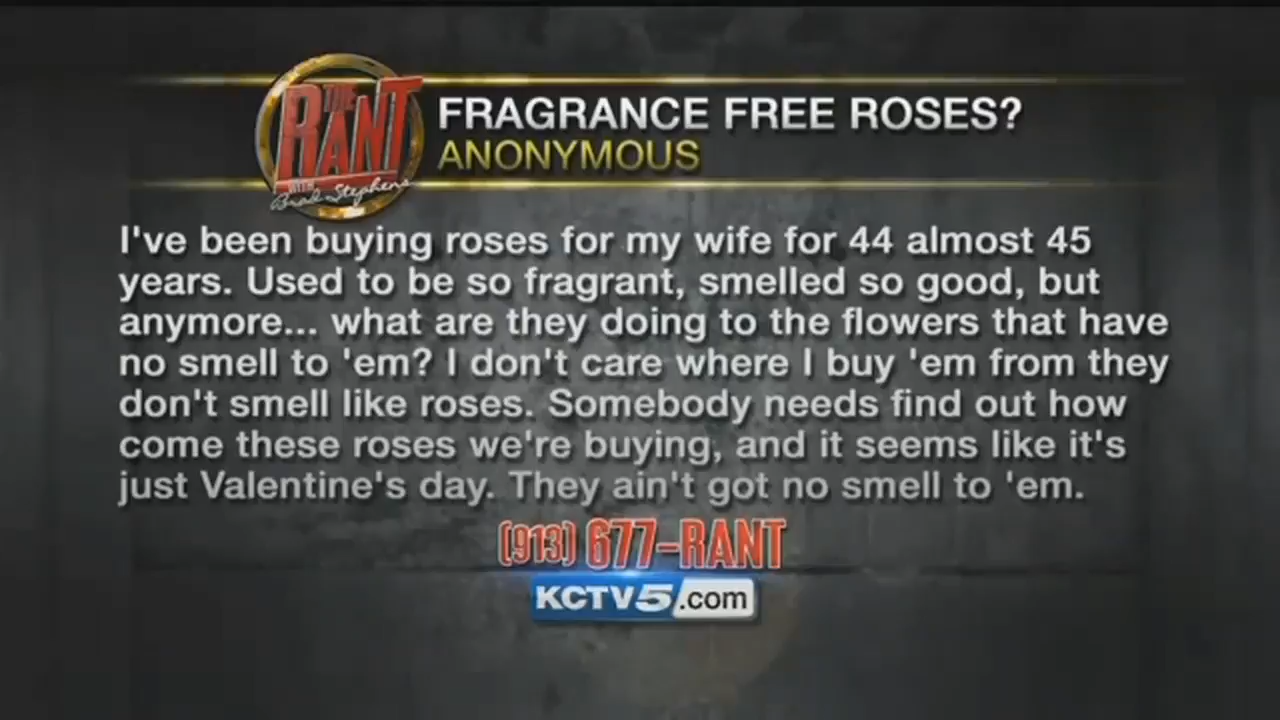 THE
RANT
WITH
Brad Stephens
FRAGRANCE FREE ROSES?
ANONYMOUS
I've been buying roses for my wife for 44 almost 45
years. Used to be so fragrant, smelled so good, but
anymore... what are they doing to the flowers that have
no smell to 'em? I don't care where I buy 'em from they
don't smell like roses. Somebody needs find out how
come these roses we're buying, and it seems like it's
just Valentine's day. They ain't got no smell to 'em.
(913) 677-RANT
KCTV5.com